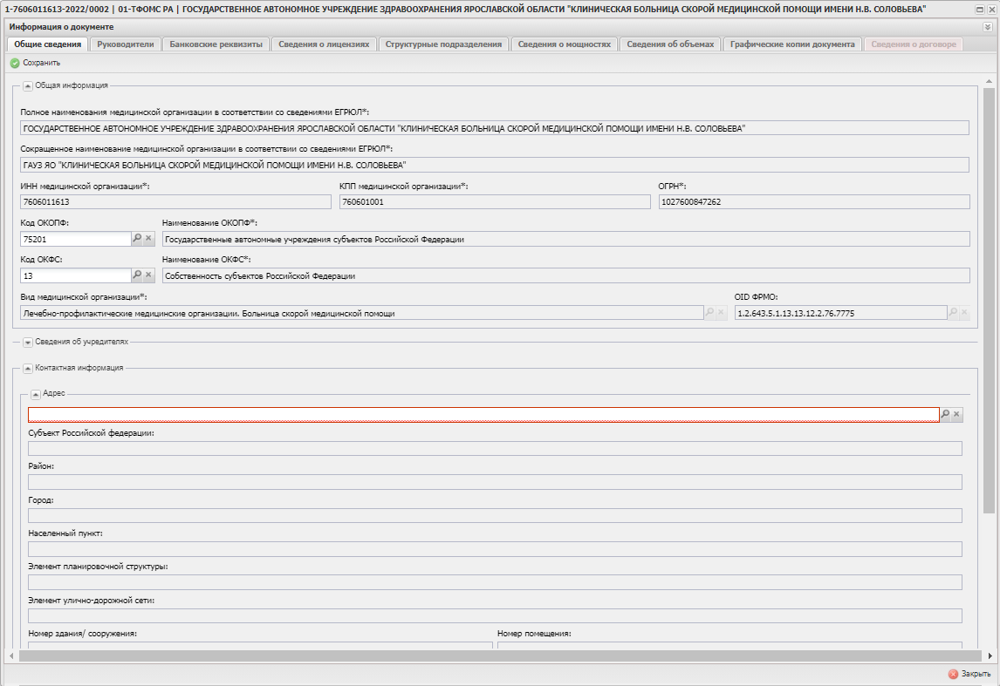 1-7606011613-2022/0002 | 01-ТФОМС РА | ГОСУДАРСТВЕННОЕ АВТОНОМНОЕ УЧРЕЖДЕНИЕ ЗДРАВООХРАНЕНИЯ ЯРОСЛАВСКОЙ ОБЛАСТИ "КЛИНИЧЕСКАЯ БОЛЬНИЦА СКОРОЙ МЕДИЦИНСКОЙ ПОМОЩИ ИМЕНИ Н.В. СОЛОВЬЕВА"
Информация о документе
Общие сведения Руководители Банковские реквизиты Сведения о лицензиях Структурные подразделения Сведения о мощностях Сведения об объемах Графические копии документа Сведения о договоре
Сохранить
Общая информация
Полное наименования медицинской организации в соответствии со сведениями ЕГРЮЛ*:
ГОСУДАРСТВЕННОЕ АВТОНОМНОЕ УЧРЕЖДЕНИЕ ЗДРАВООХРАНЕНИЯ ЯРОСЛАВСКОЙ ОБЛАСТИ "КЛИНИЧЕСКАЯ БОЛЬНИЦА СКОРОЙ МЕДИЦИНСКОЙ ПОМОЩИ ИМЕНИ Н.В. СОЛОВЬЕВА"
Сокращенное наименование медицинской организации в соответствии со сведениями ЕГРЮЛ*:
ГАУЗ ЯО "КЛИНИЧЕСКАЯ БОЛЬНИЦА СКОРОЙ МЕДИЦИНСКОЙ ПОМОЩИ ИМЕНИ Н.В. СОЛОВЬЕВА"
ИНН медицинской организации*: КПП медицинской организации*: ОГРН*:
7606011613 760601001 1027600847262
Код ОКОПФ: Наименование ОКОПФ*:
75201 Государственные автономные учреждения субъектов Российской Федерации
Код ОКФС: Наименование ОКФС*:
13 Собственность субъектов Российской Федерации
Вид медицинской организации*: OID ФРМО:
Лечебно-профилактические медицинские организации. Больница скорой медицинской помощи 1.2.643.5.1.13.13.12.2.76.7775
Сведения об учредителях
Контактная информация
Адрес
Субъект Российской федерации:
Район:
Город:
Населенный пункт:
Элемент планировочной структуры:
Элемент улично-дорожной сети:
Номер здания/ сооружения: Номер помещения:
Закрыть